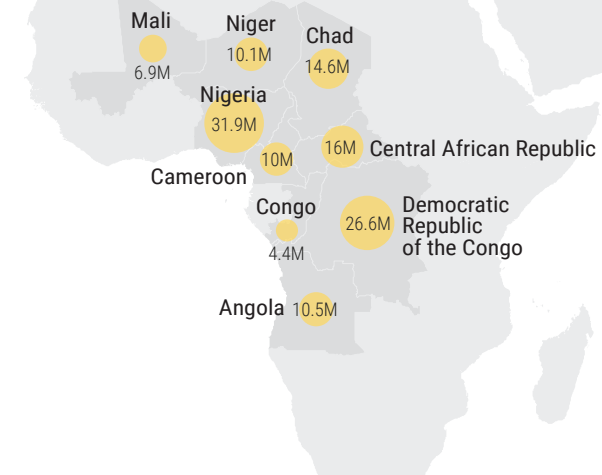 Mali
6.9M
Niger
10.1M
Chad
14.6M
Nigeria
31.9M
Cameroon
10M
16M
Central African Republic
Congo
4.4M
26.6M
Democratic
Republic
of the Congo
Angola
10.5M